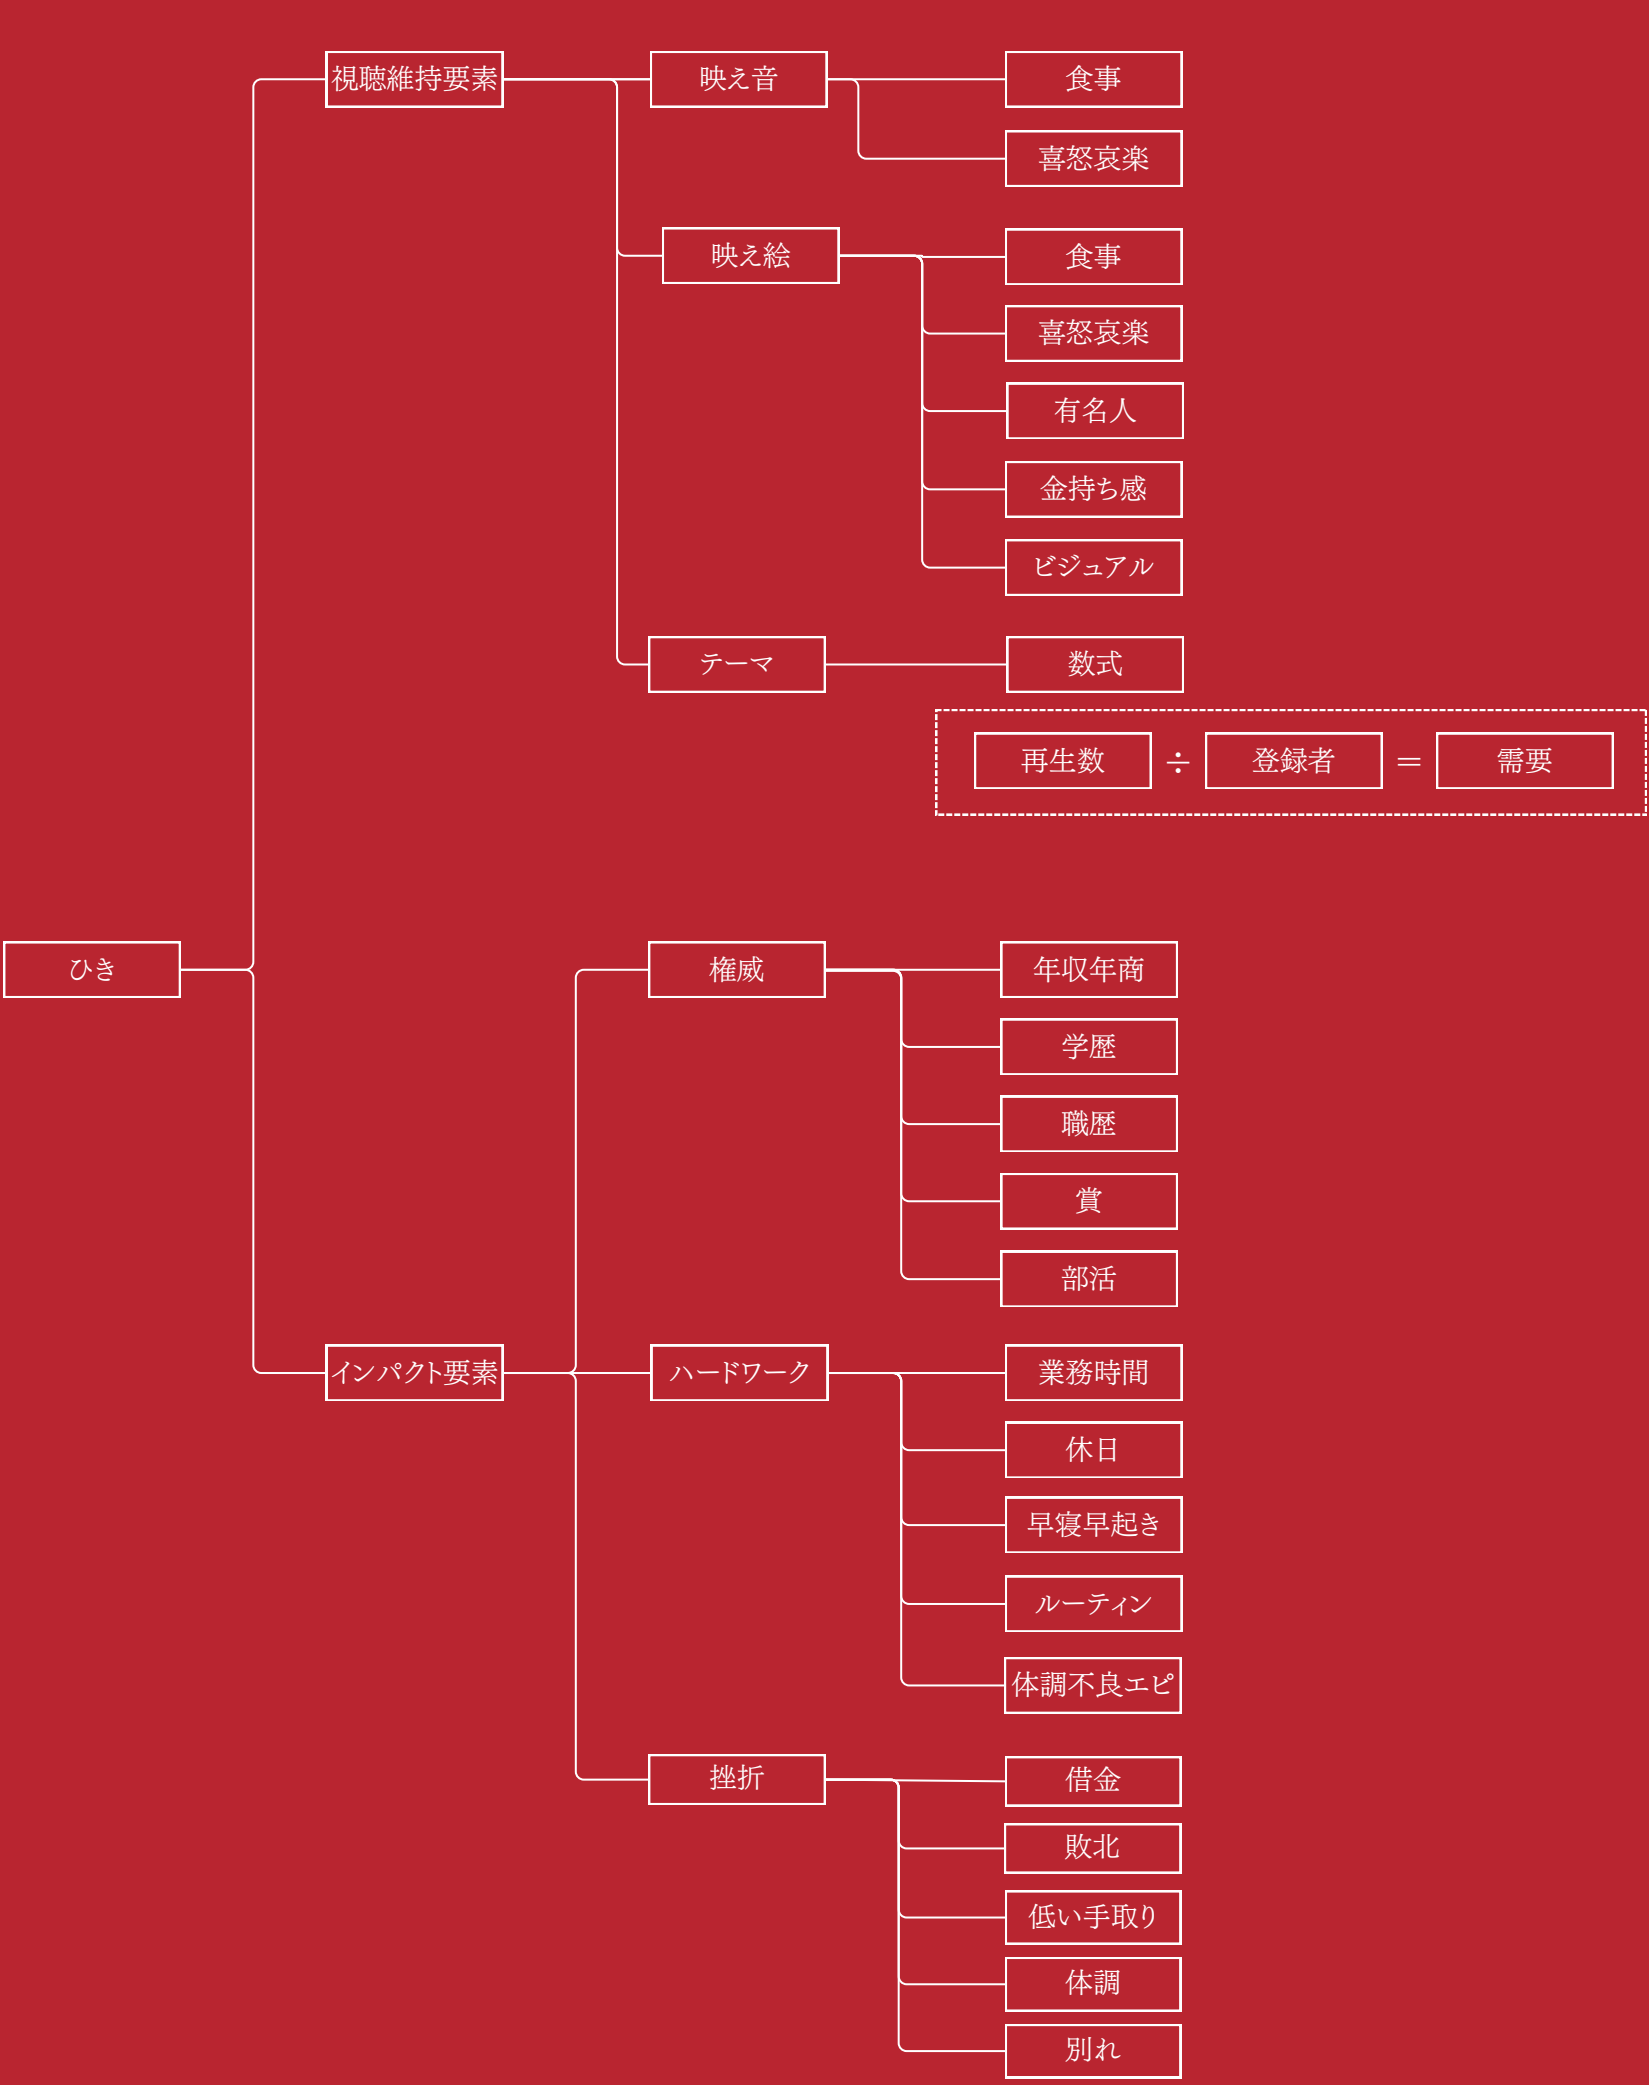 視聴維持要素
映え音
食事
喜怒哀楽
映え絵
食事
喜怒哀楽
有名人
金持ち感
ビジュアル
テーマ
数式
再生数 ÷ 登録者 = 需要
ひき
権威
年収年商
学歴
職歴
賞
部活
インパクト要素
ハードワーク
業務時間
休日
早寝早起き
ルーティン
体調不良エピ
挫折
借金
敗北
低い手取り
体調
別れ